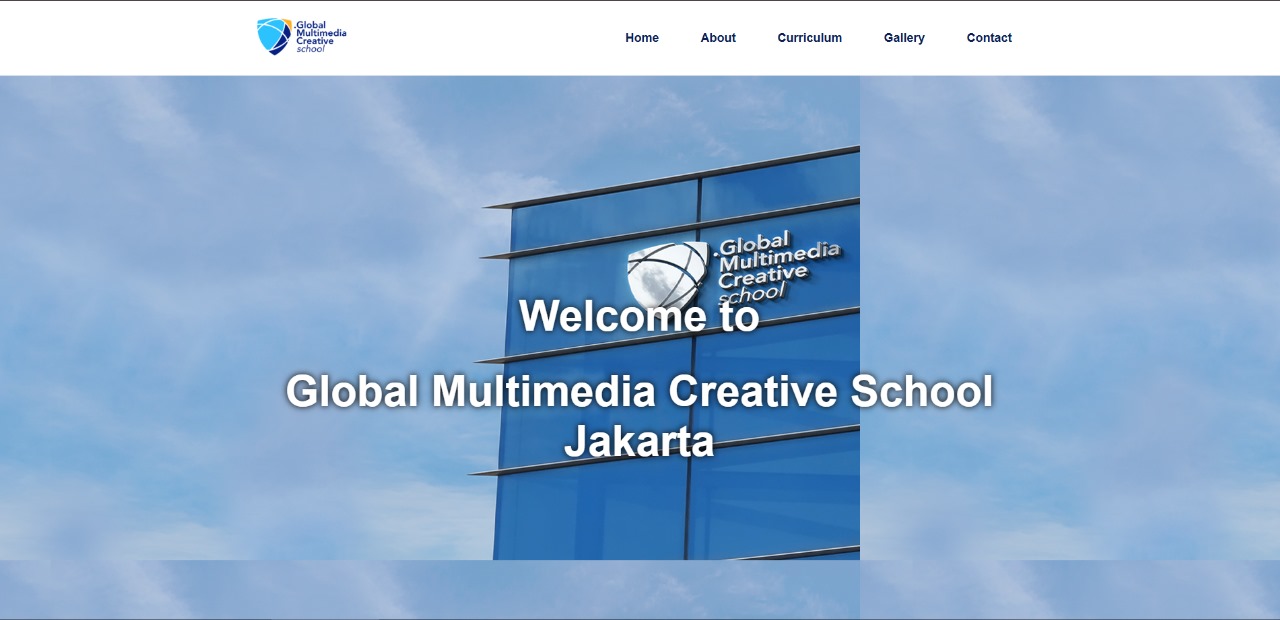 .Global
Multimedia
Creative
school
Home
About
Curriculum
Gallery
Contact
.Global
Multimedia
Creative
school
Welcome to
Global Multimedia Creative School
Jakarta